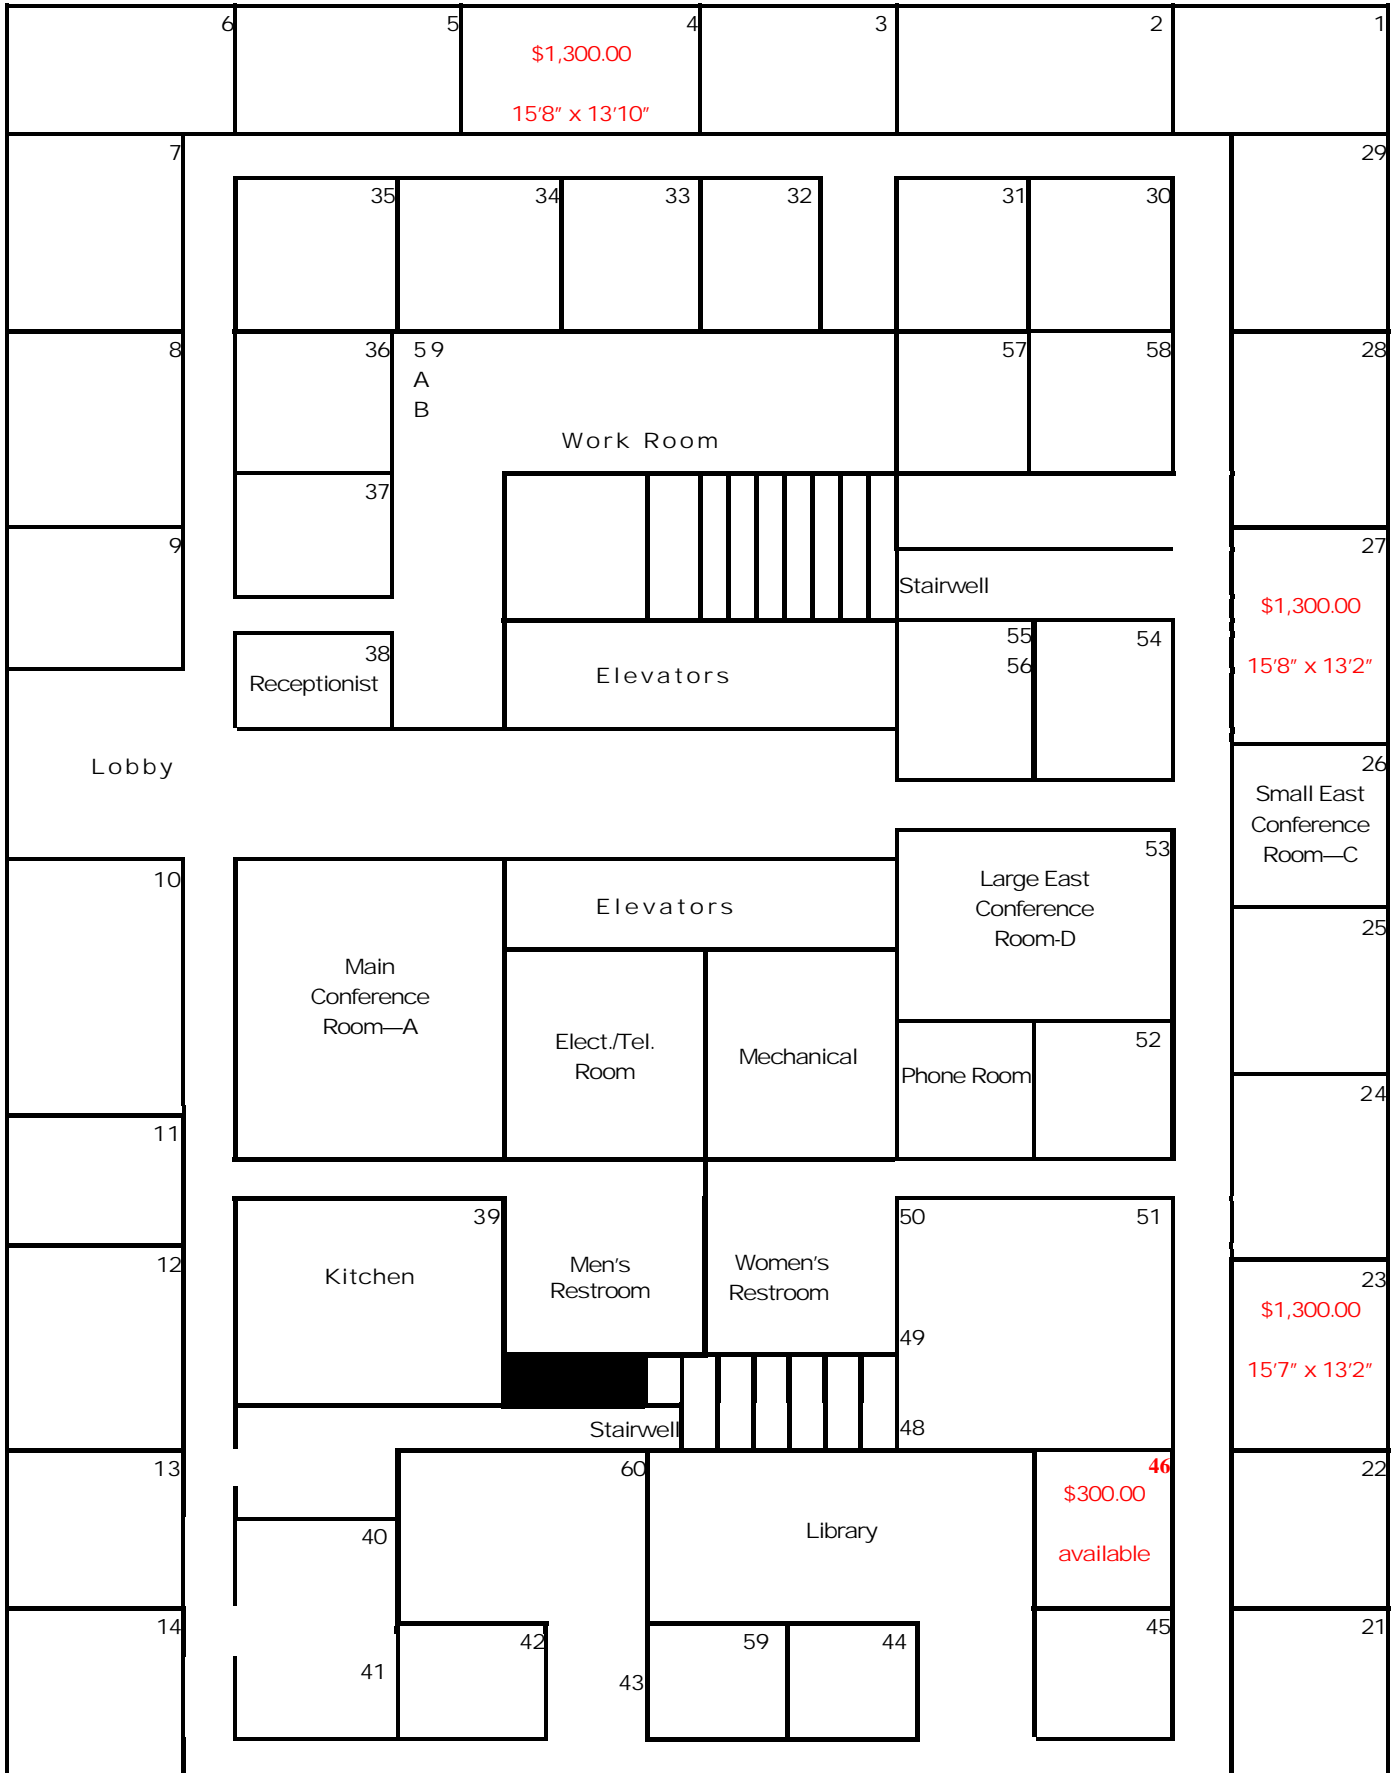 6
5
4
3
2
1
$1,300.00
15'8" x 13'10"
7
29
35
34
33
32
31
30
8
36
59
A
B
57
58
28
Work Room
37
9
27
Stairwell
$1,300.00
15'8" x 13'2"
38
Receptionist
Elevators
55
56
54
Lobby
26
Small East
Conference
Room—C
10
53
Large East
Conference
Room-D
Elevators
25
Main
Conference
Room—A
Elect./Tel.
Room
Mechanical
Phone Room
52
24
11
39
Kitchen
Men's
Restroom
Women's
Restroom
50
51
12
23
$1,300.00
15'7" x 13'2"
49
48
Stairwell
13
60
Library
46
$300.00
available
22
40
14
41
42
43
59
44
45
21